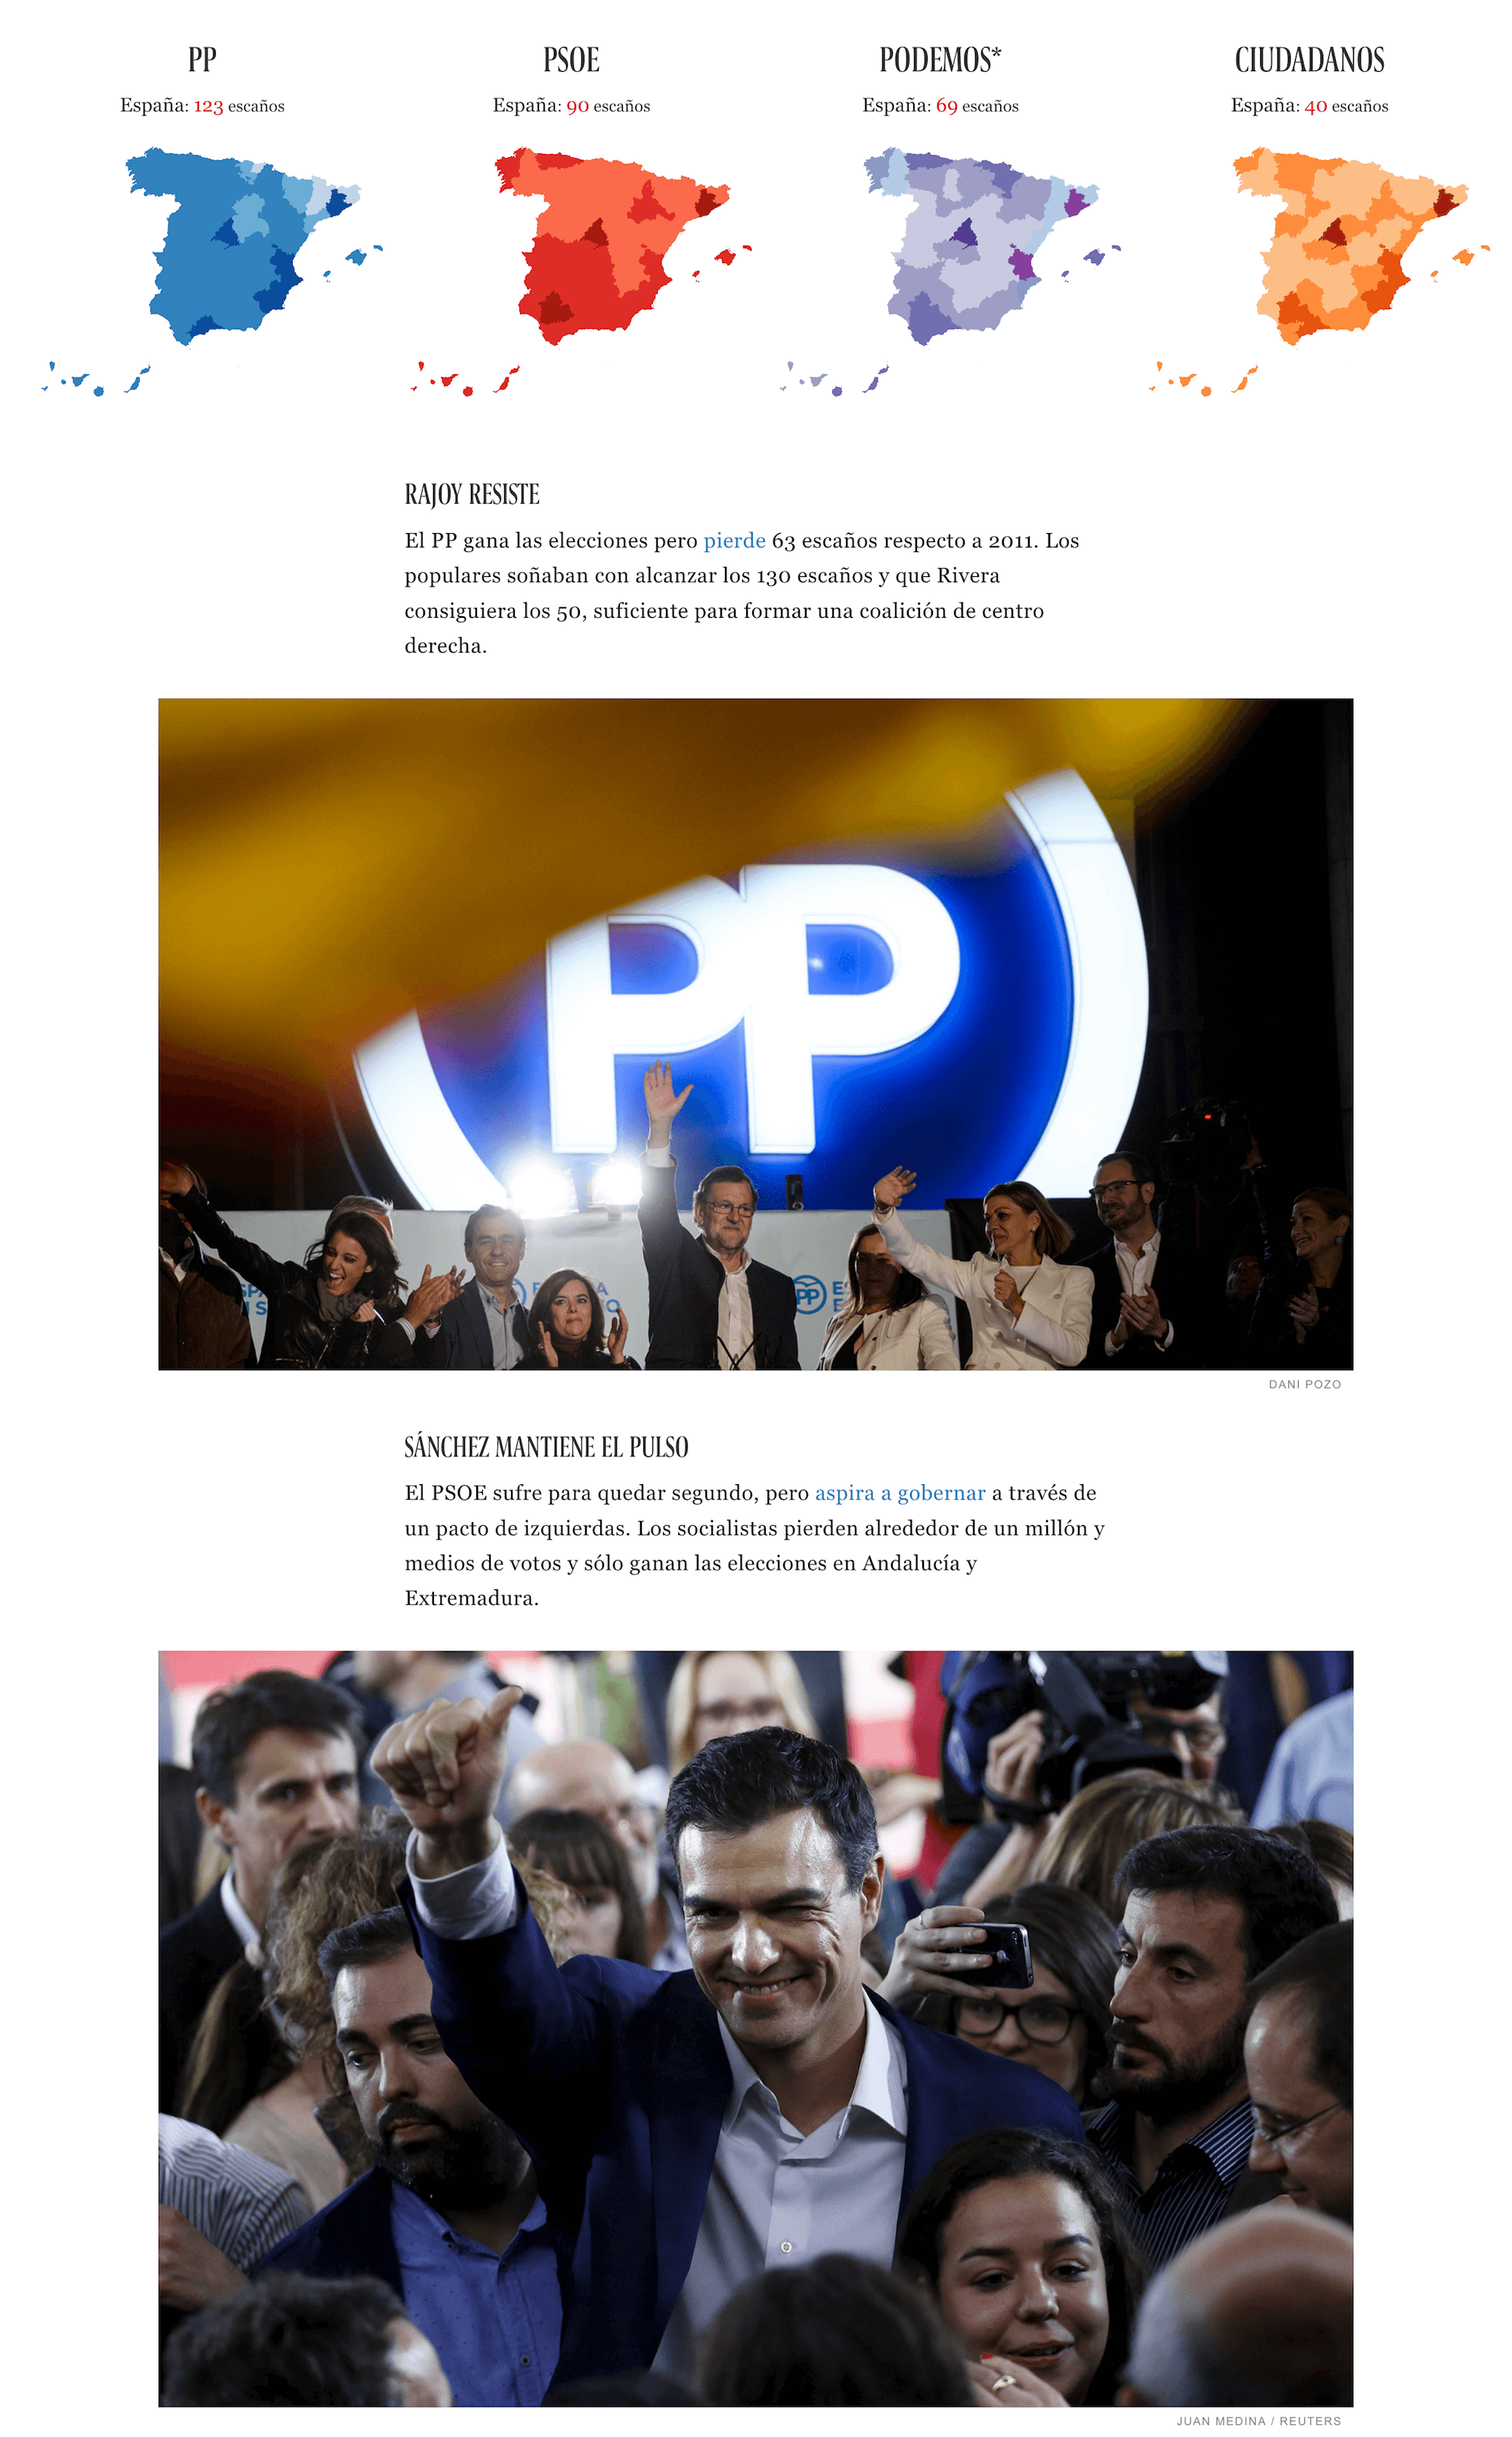 PP
España: 123 escaños
PSOE
España: 90 escaños
PODEMOS*
España: 69 escaños
CIUDADANOS
España: 40 escaños
RAJOY RESISTE
El PP gana las elecciones pero pierde 63 escaños respecto a 2011. Los
populares soñaban con alcanzar los 130 escaños y que Rivera
consiguiera los 50, suficiente para formar una coalición de centro
derecha.
PP
PP
DANI POZO
SÁNCHEZ MANTIENE EL PULSO
El PSOE sufre para quedar segundo, pero aspira a gobernar a través de
un pacto de izquierdas. Los socialistas pierden alrededor de un millón y
medios de votos y sólo ganan las elecciones en Andalucía y
Extremadura.
JUAN MEDINA / REUTERS